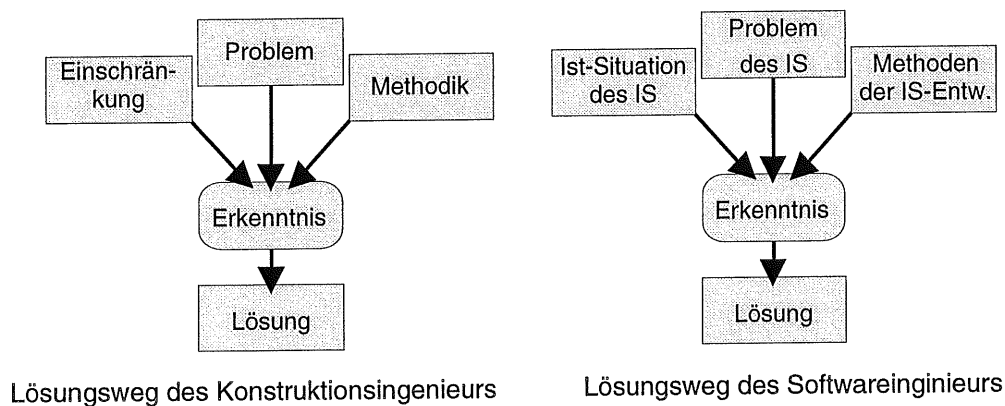 Einschrän-
kung
Problem
Methodik
Erkenntnis
Lösung
Lösungsweg des Konstruktionsingenieurs
Ist-Situation
des IS
Problem
des IS
Methoden
der IS-Entw.
Erkenntnis
Lösung
Lösungsweg des Softwareinginieurs